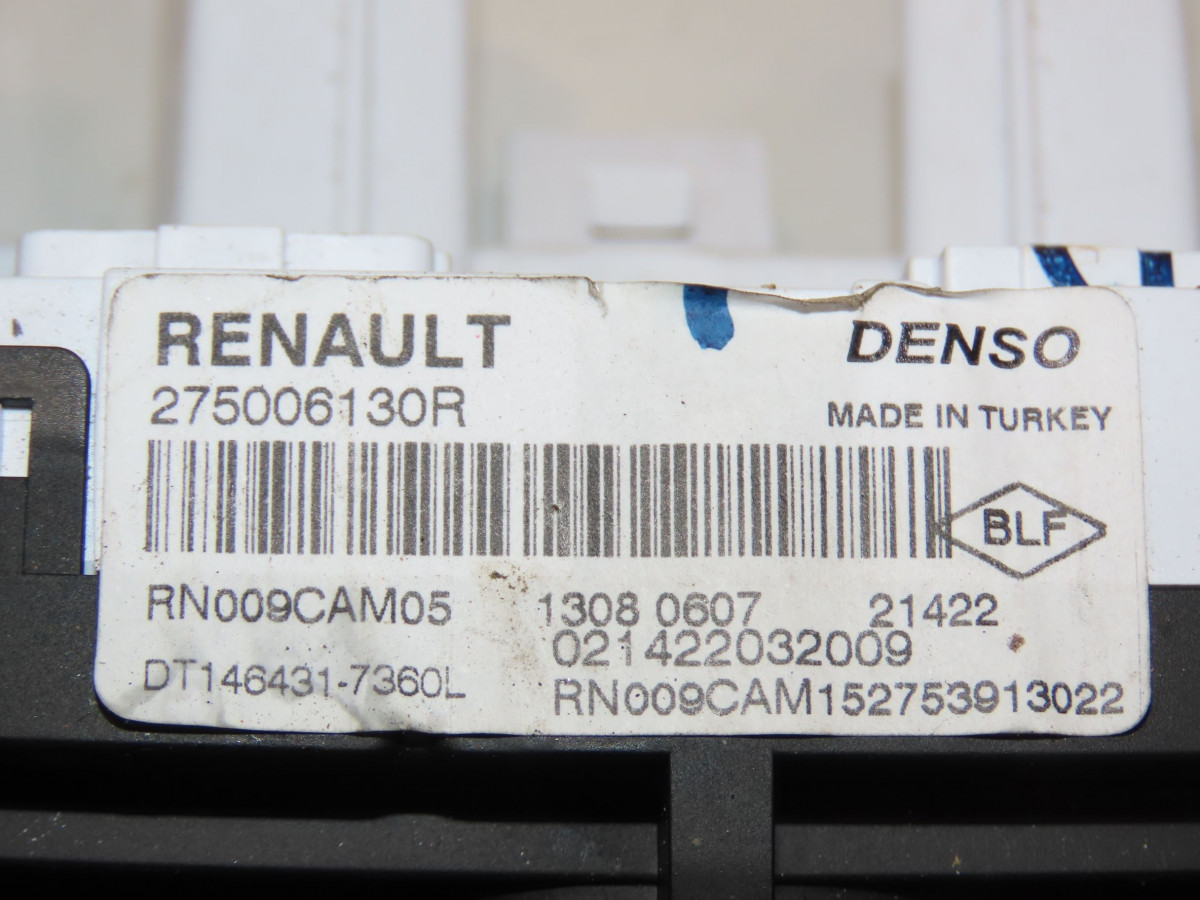 RENAULT
DENSO
275006130R
MADE IN TURKEY
BLF
RN009CAM05 1308 0607 21422
021422032009
DT146431-7360L
RN009CAM152753913022